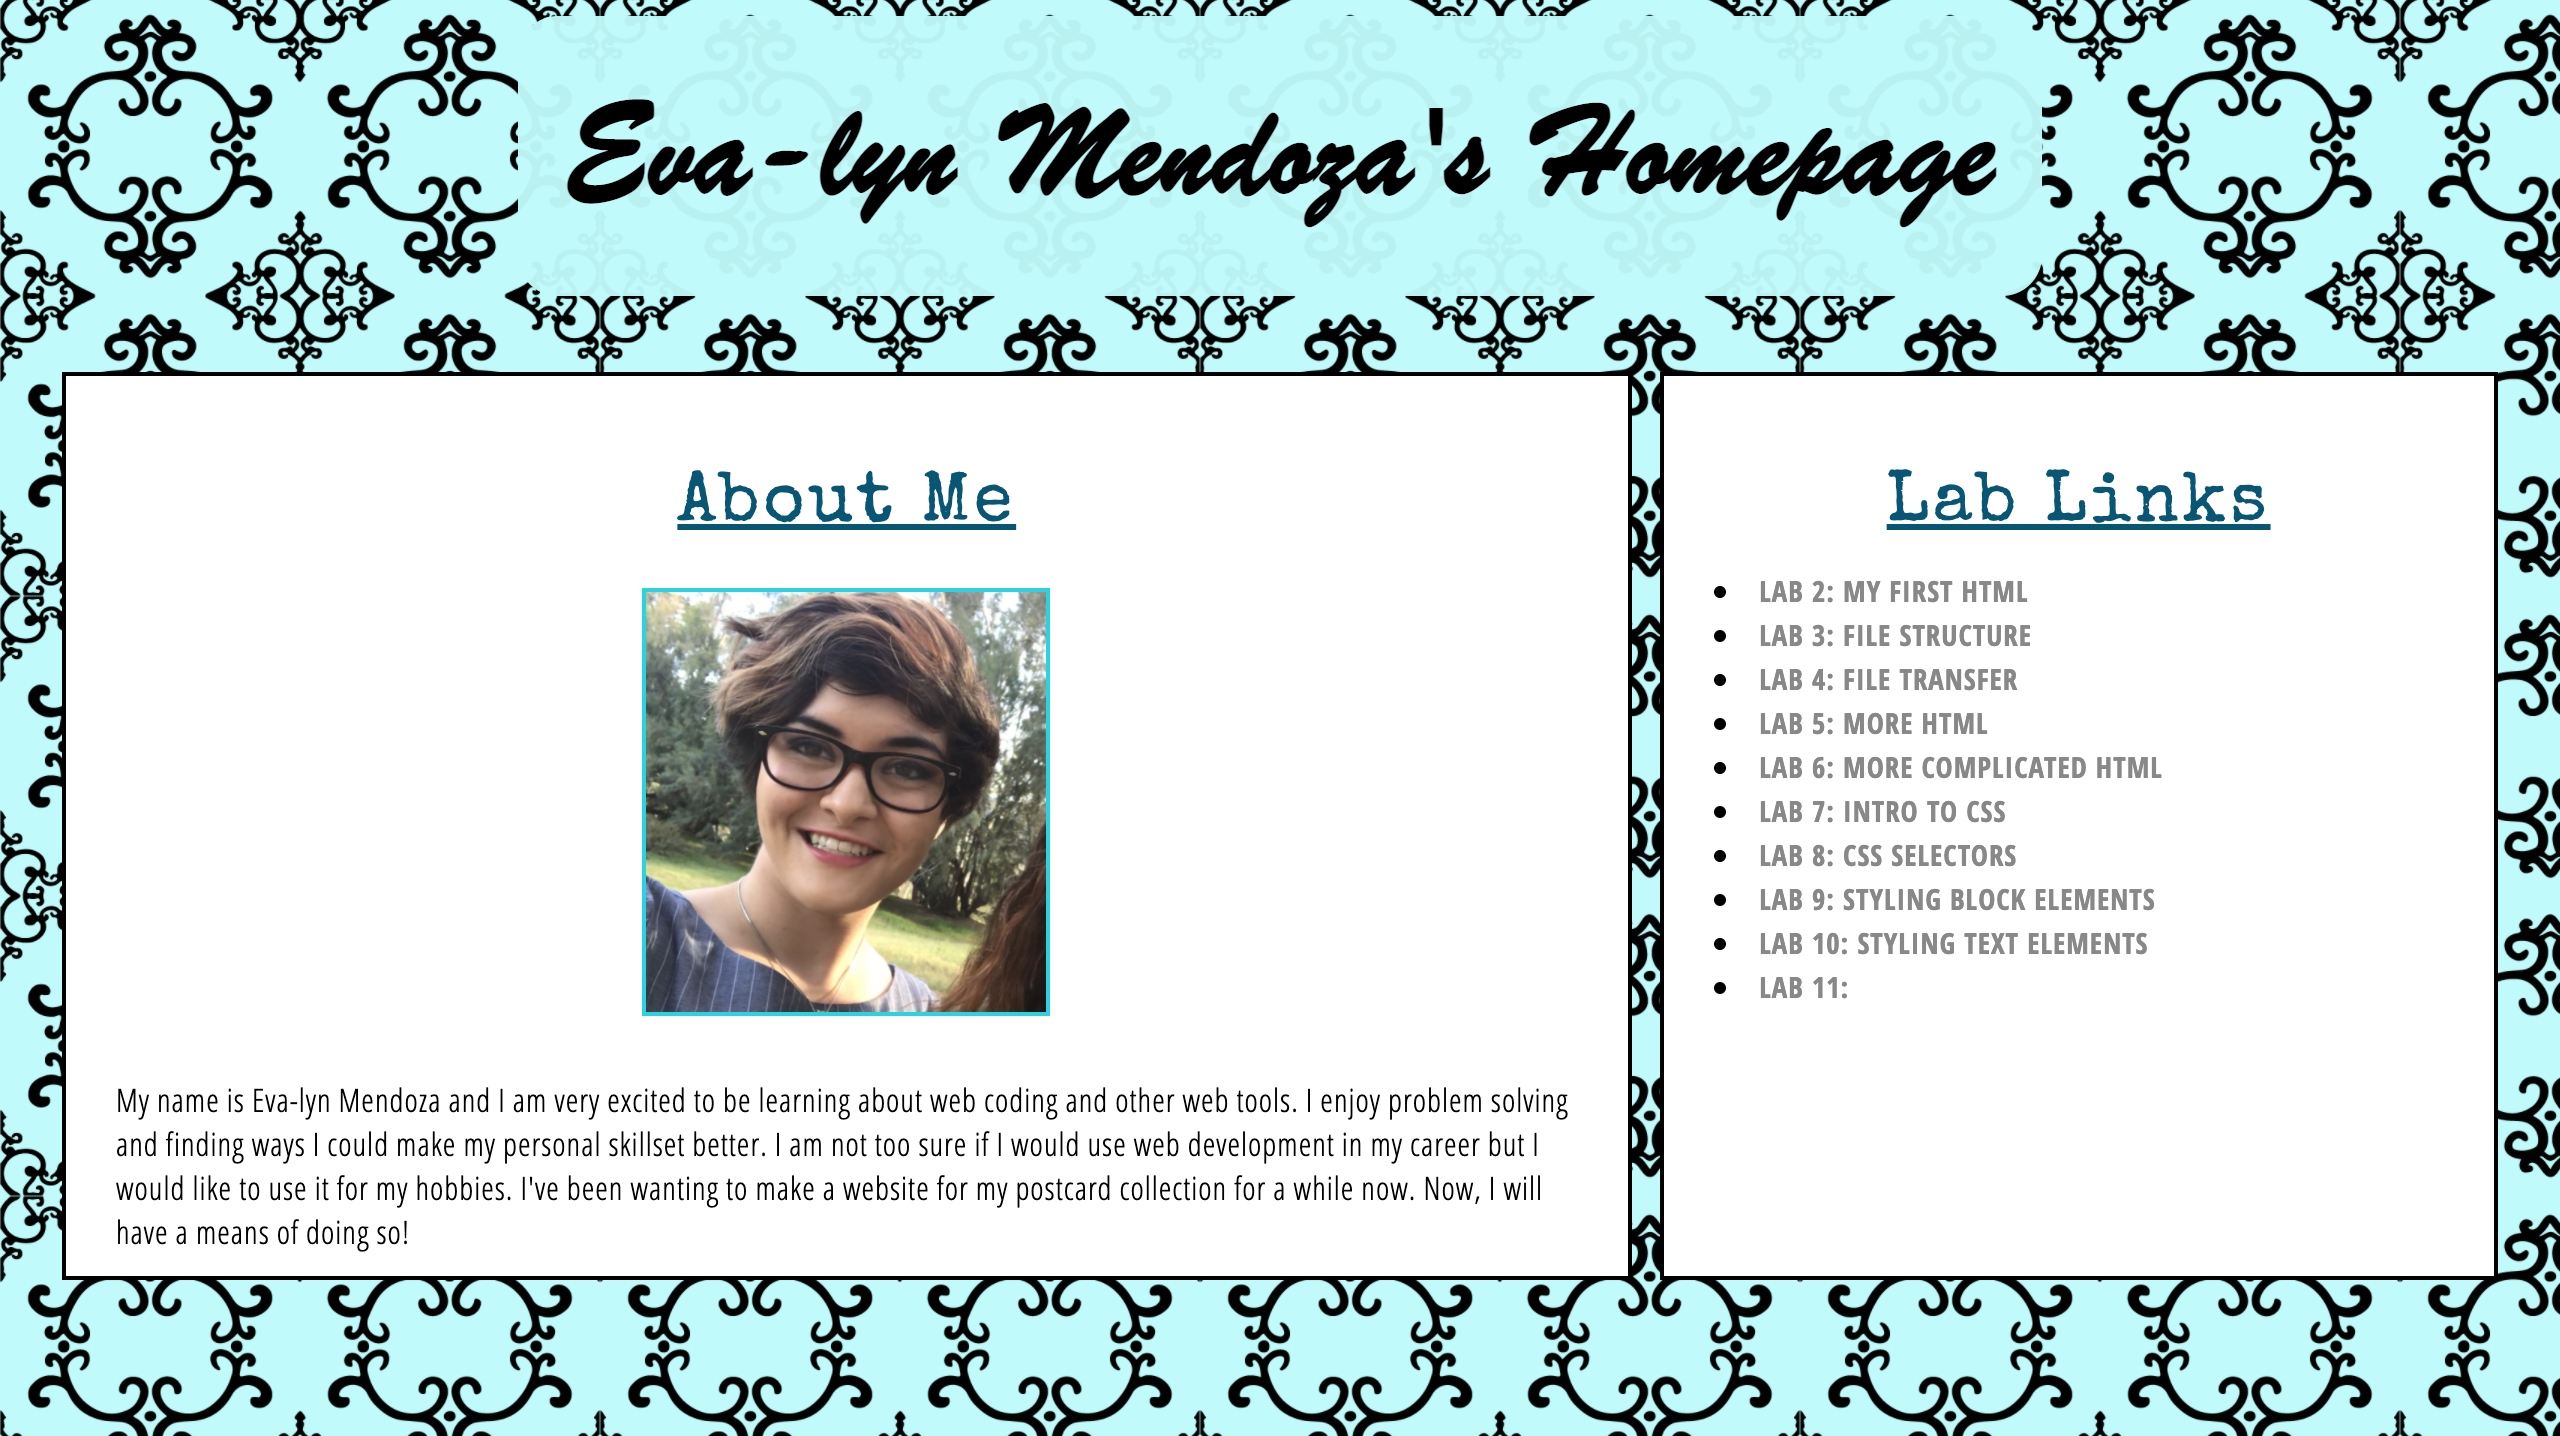 Eva-lyn Mendoza's Homepage
About Me
My name is Eva-lyn Mendoza and I am very excited to be learning about web coding and other web tools. I enjoy problem solving
and finding ways I could make my personal skillset better. I am not too sure if I would use web development in my career but I
would like to use it for my hobbies. I've been wanting to make a website for my postcard collection for a while now. Now, I will
have a means of doing so!
Lab Links
LAB 2: MY FIRST HTML
LAB 3: FILE STRUCTURE
LAB 4: FILE TRANSFER
LAB 5: MORE HTML
LAB 6: MORE COMPLICATED HTML
LAB 7: INTRO TO CSS
LAB 8: CSS SELECTORS
LAB 9: STYLING BLOCK ELEMENTS
LAB 10: STYLING TEXT ELEMENTS
LAB 11: